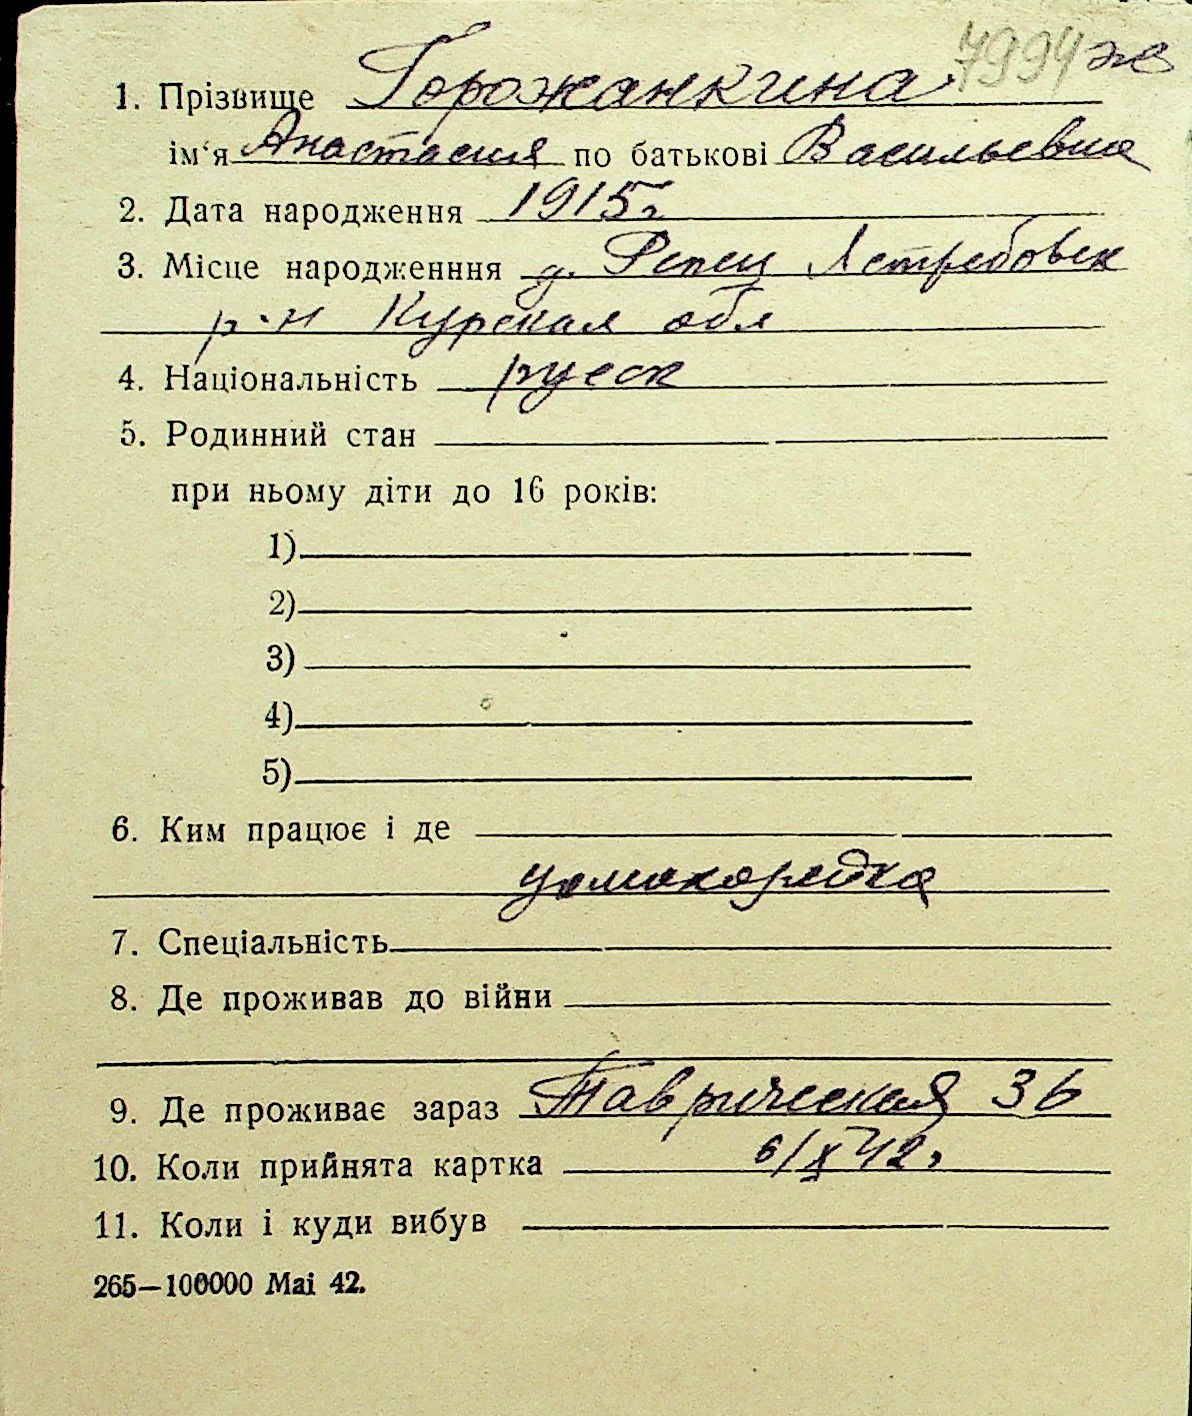 7994 ж
1. Прізвище Горожанкина
ім'я Анастасия по батькові Васильевна
2. Дата народження 1915 г
3. Місце народженння д. Репец Ястребовск
р-н Курская обл
4. Національність русск
5. Родинний стан
при ньому діти до 16 років:
1)
2)
3)
4)
5)
6. Ким працює і де
домохозяйка
7. Спеціальність
8. Де проживав до війни
9. Де проживає зараз Таврическая 36
10. Коли прийнята картка 6/X 42,
11. Коли і куди вибув
265—100000 Mai 42.